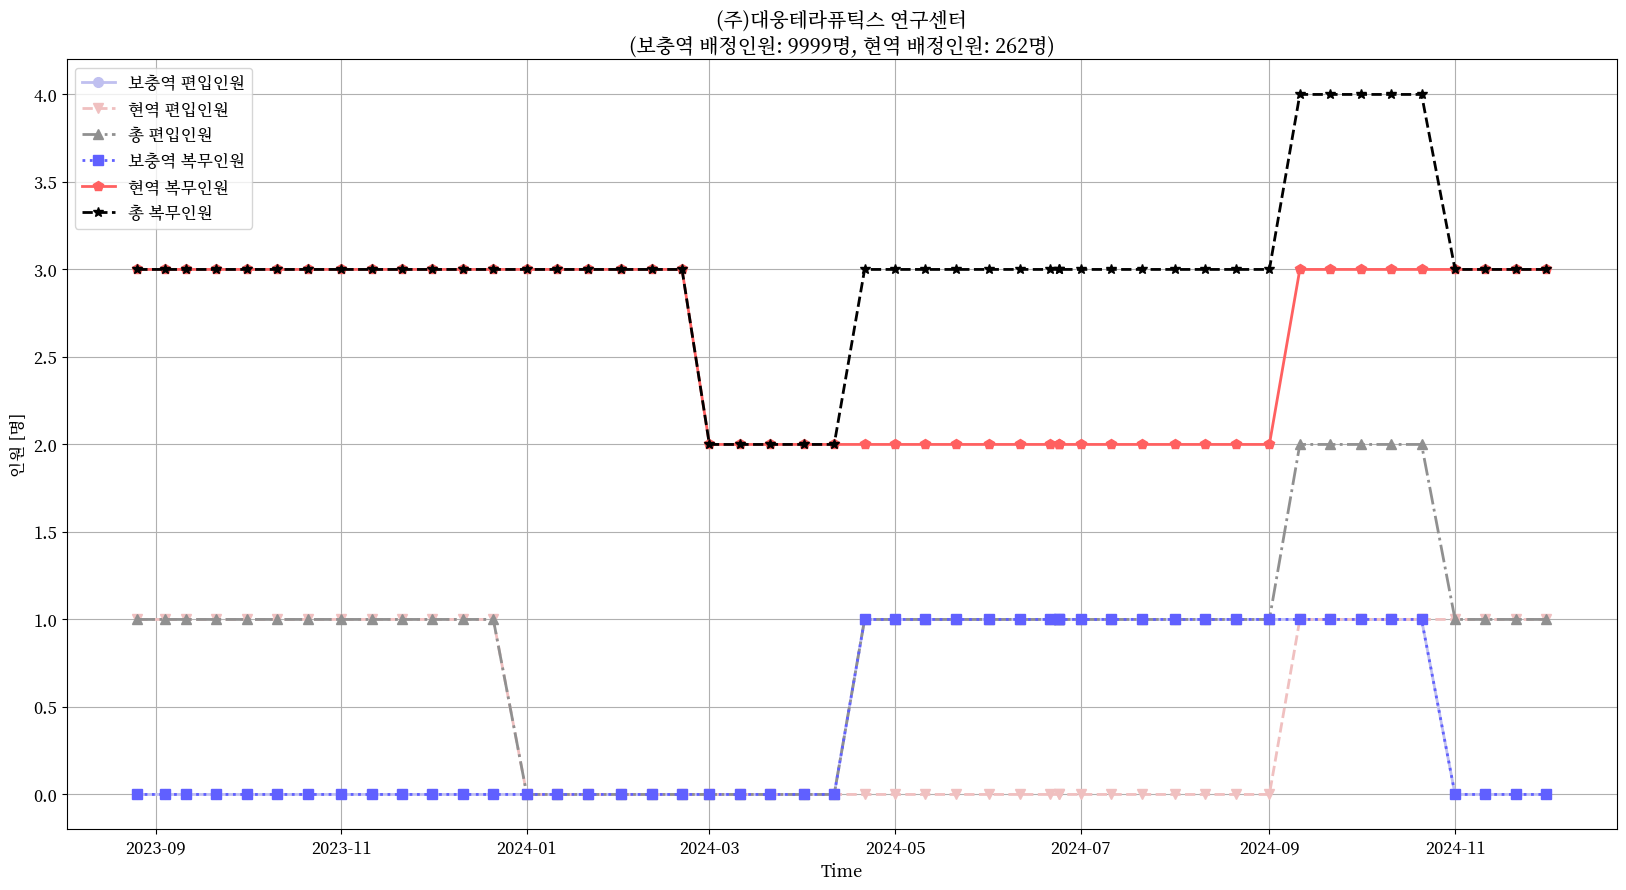 (주)대웅테라퓨틱스 연구센터
(보충역 배정인원: 9999명, 현역 배정인원: 262명)
보충역 편입인원
현역 편입인원
총 편입인원
보충역 복무인원
현역 복무인원
총 복무인원
4.0
3.5
3.0
2.5
2.0
1.5
1.0
0.5
0.0
인원 [명]
2023-09 2023-11 2024-01 2024-03 2024-05 2024-07 2024-09 2024-11
Time